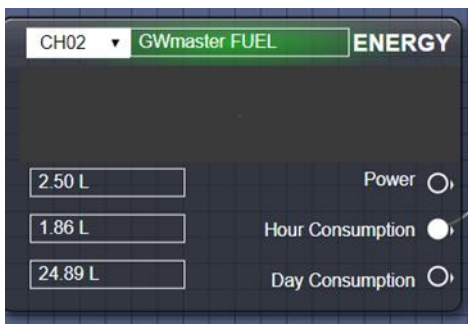 CH02 GWmaster FUEL ENERGY
2.50 L Power
1.86 L Hour Consumption
24.89 L Day Consumption